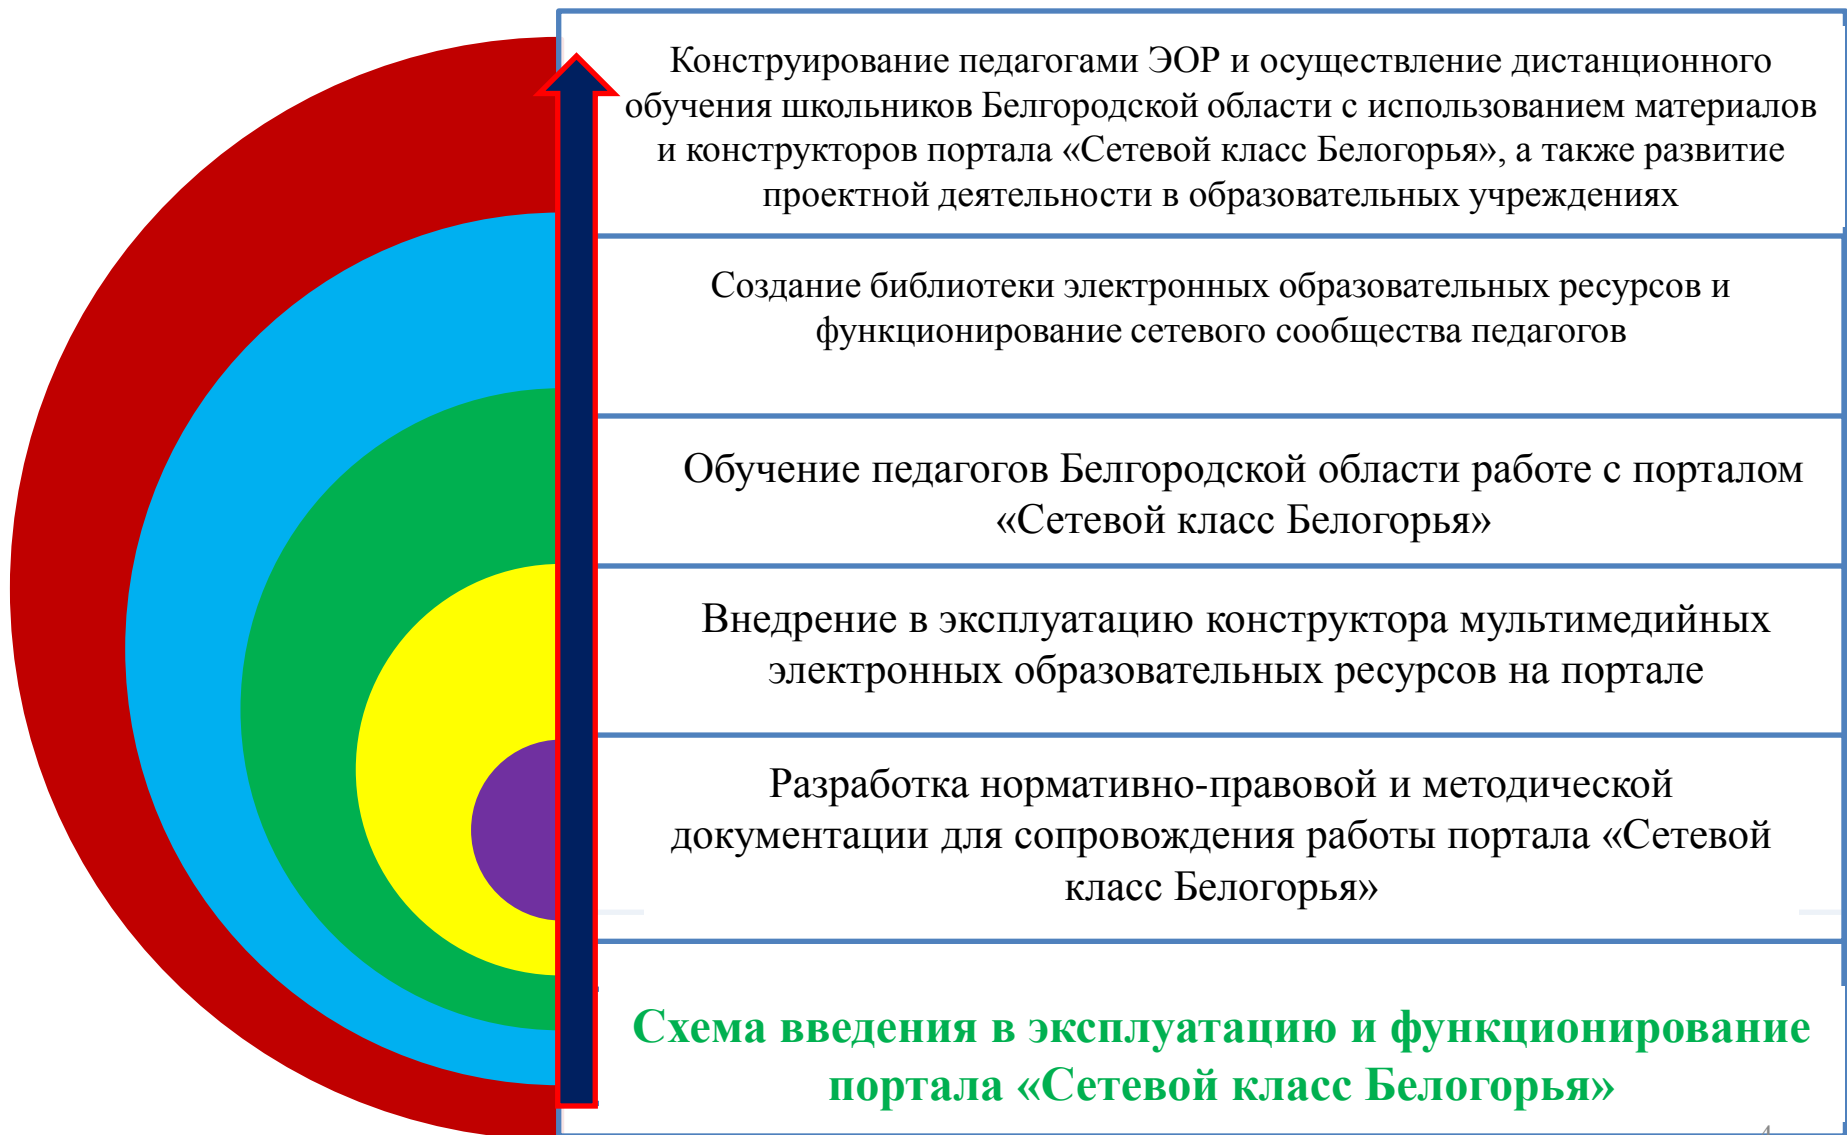 Конструирование педагогами ЭОР и осуществление дистанционного
обучения школьников Белгородской области с использованием материалов
и конструкторов портала «Сетевой класс Белогорья», а также развитие
проектной деятельности в образовательных учреждениях
Создание библиотеки электронных образовательных ресурсов и
функционирование сетевого сообщества педагогов
Обучение педагогов Белгородской области работе с порталом
«Сетевой класс Белогорья»
Внедрение в эксплуатацию конструктора мультимедийных
электронных образовательных ресурсов на портале
Разработка нормативно-правовой и методической
документации для сопровождения работы портала «Сетевой
класс Белогорья»
Схема введения в эксплуатацию и функционирование
портала «Сетевой класс Белогорья»
4